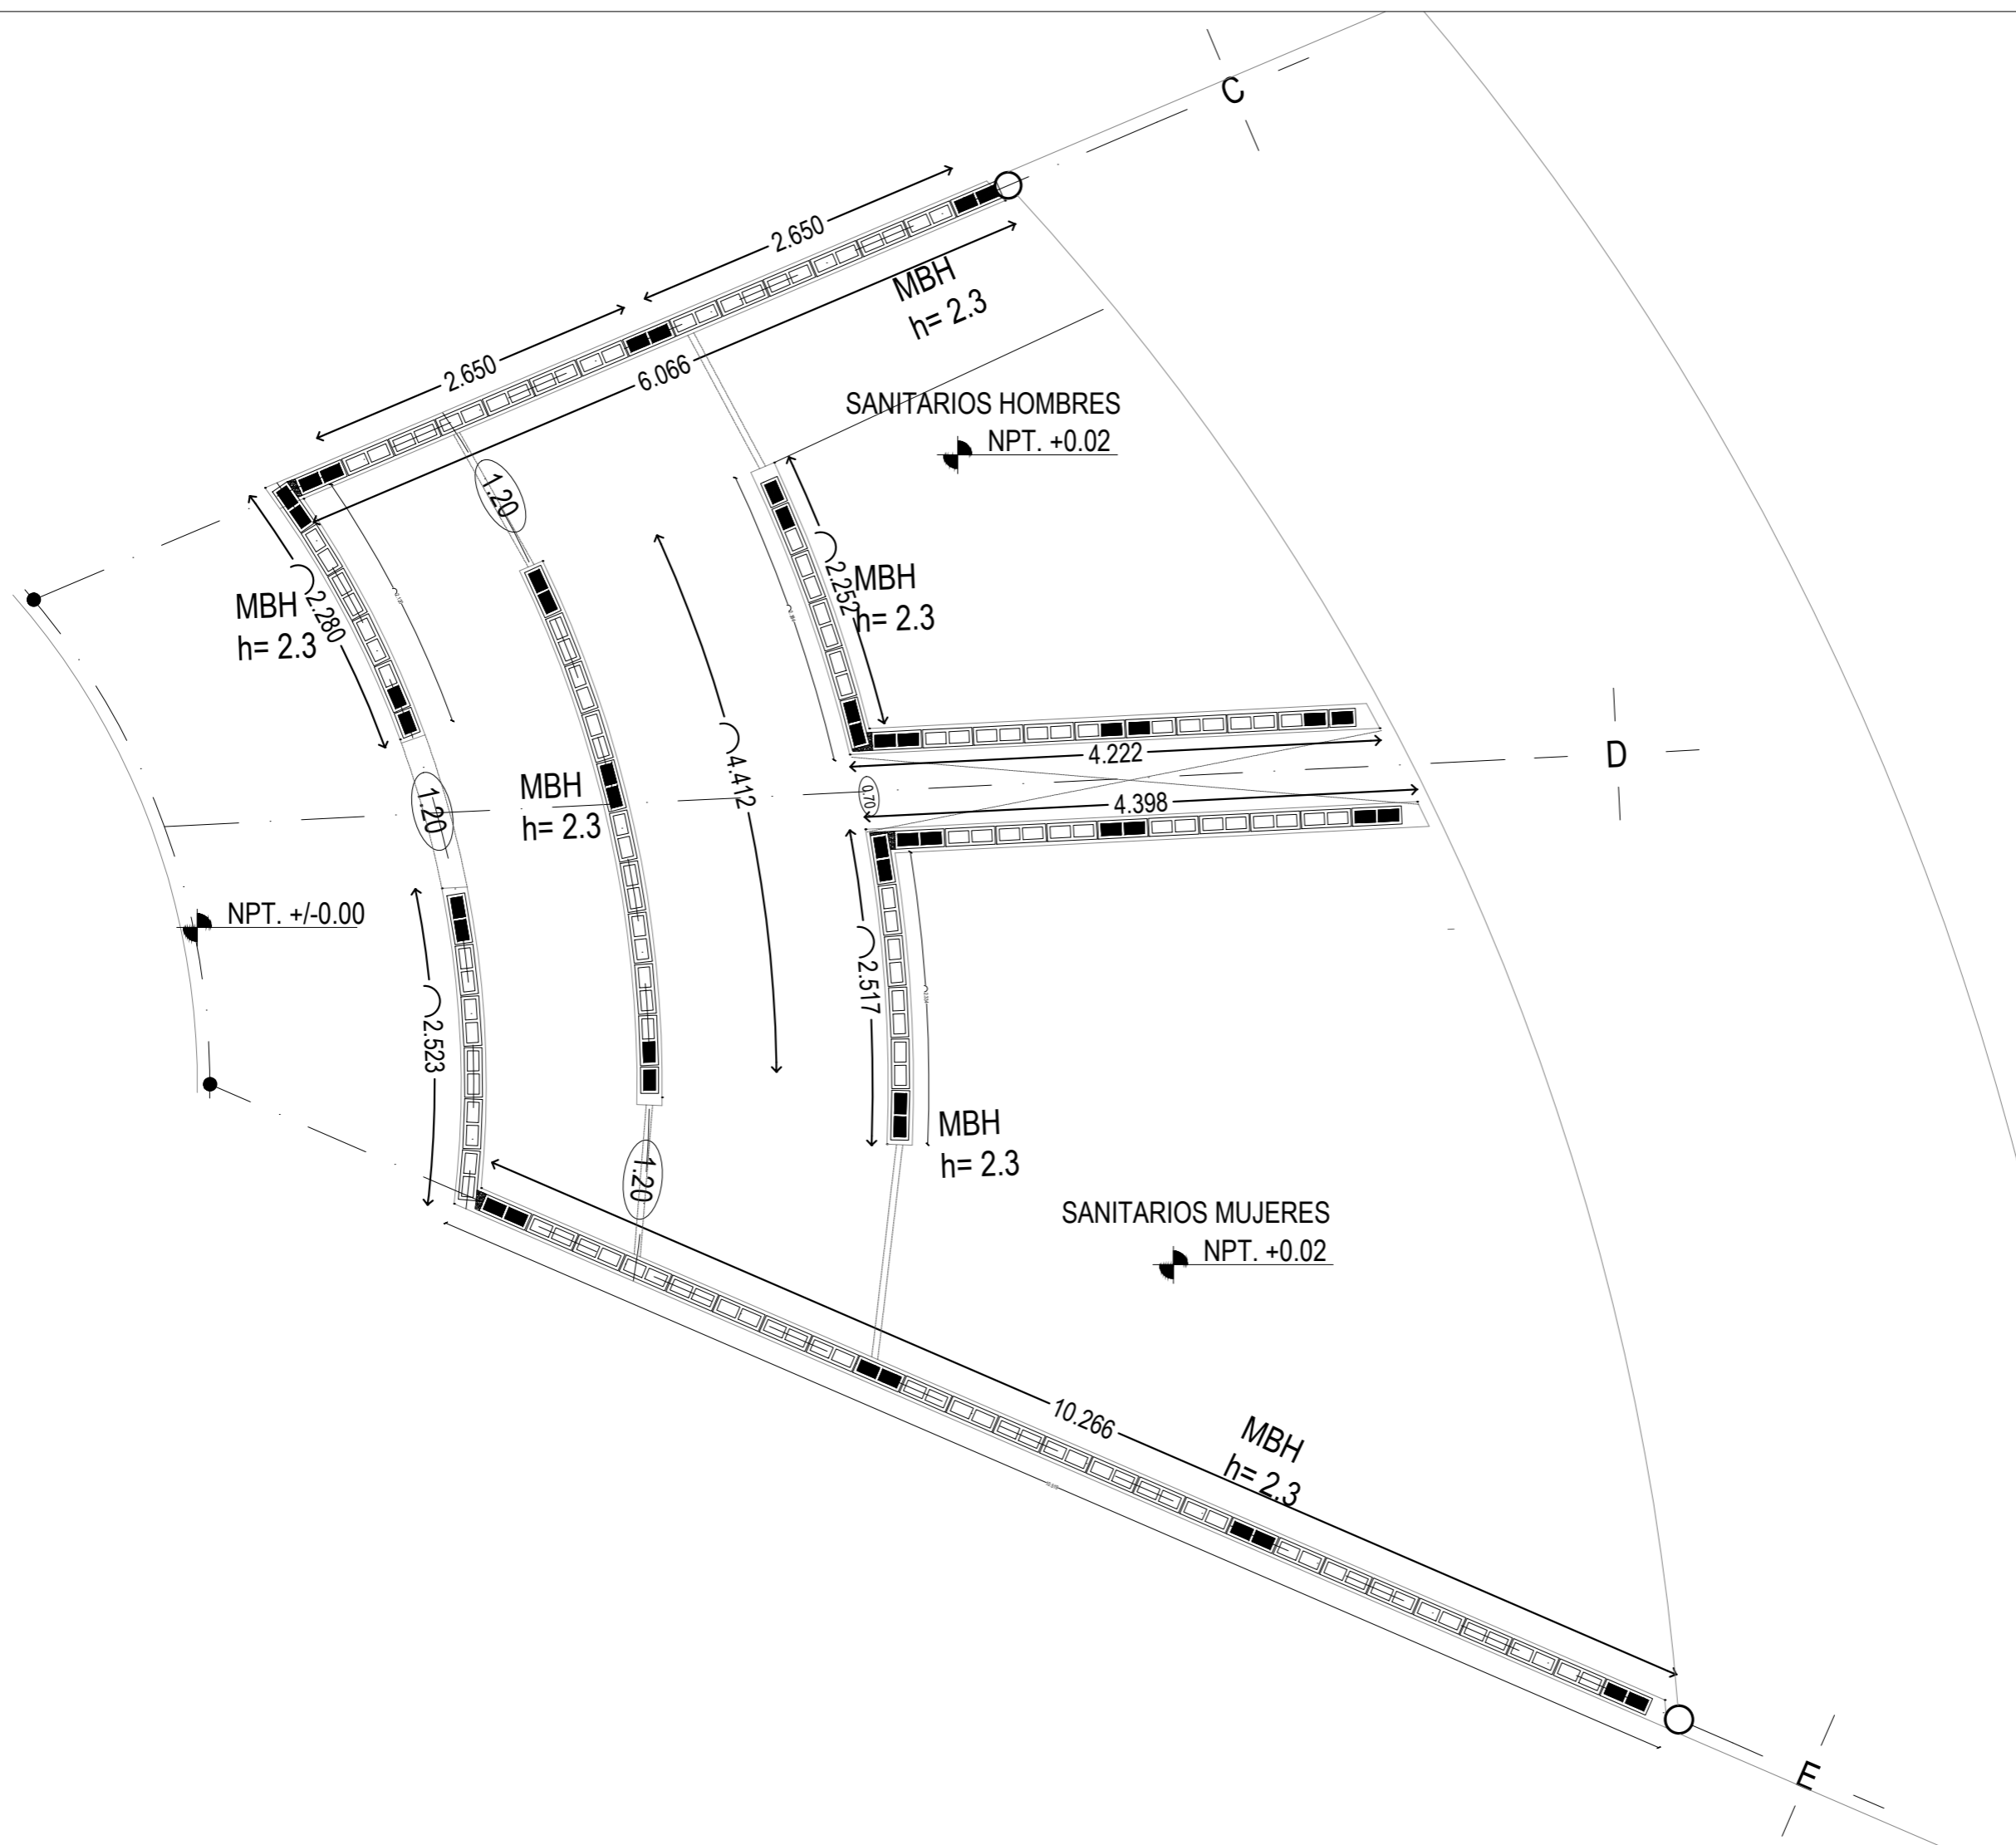 C
2.650
2.650
6.066
MBH
h= 2.3
SANITARIOS HOMBRES
NPT. +0.02
1.20
2.252
MBH
h= 2.3
MBH
h= 2.3
2.280
4.222
D
4.412
MBH
h= 2.3
1.20
0.70
4.398
NPT. +/-0.00
2.517
2.523
MBH
h= 2.3
1.20
SANITARIOS MUJERES
NPT. +0.02
10.266
MBH
h= 2.3
E